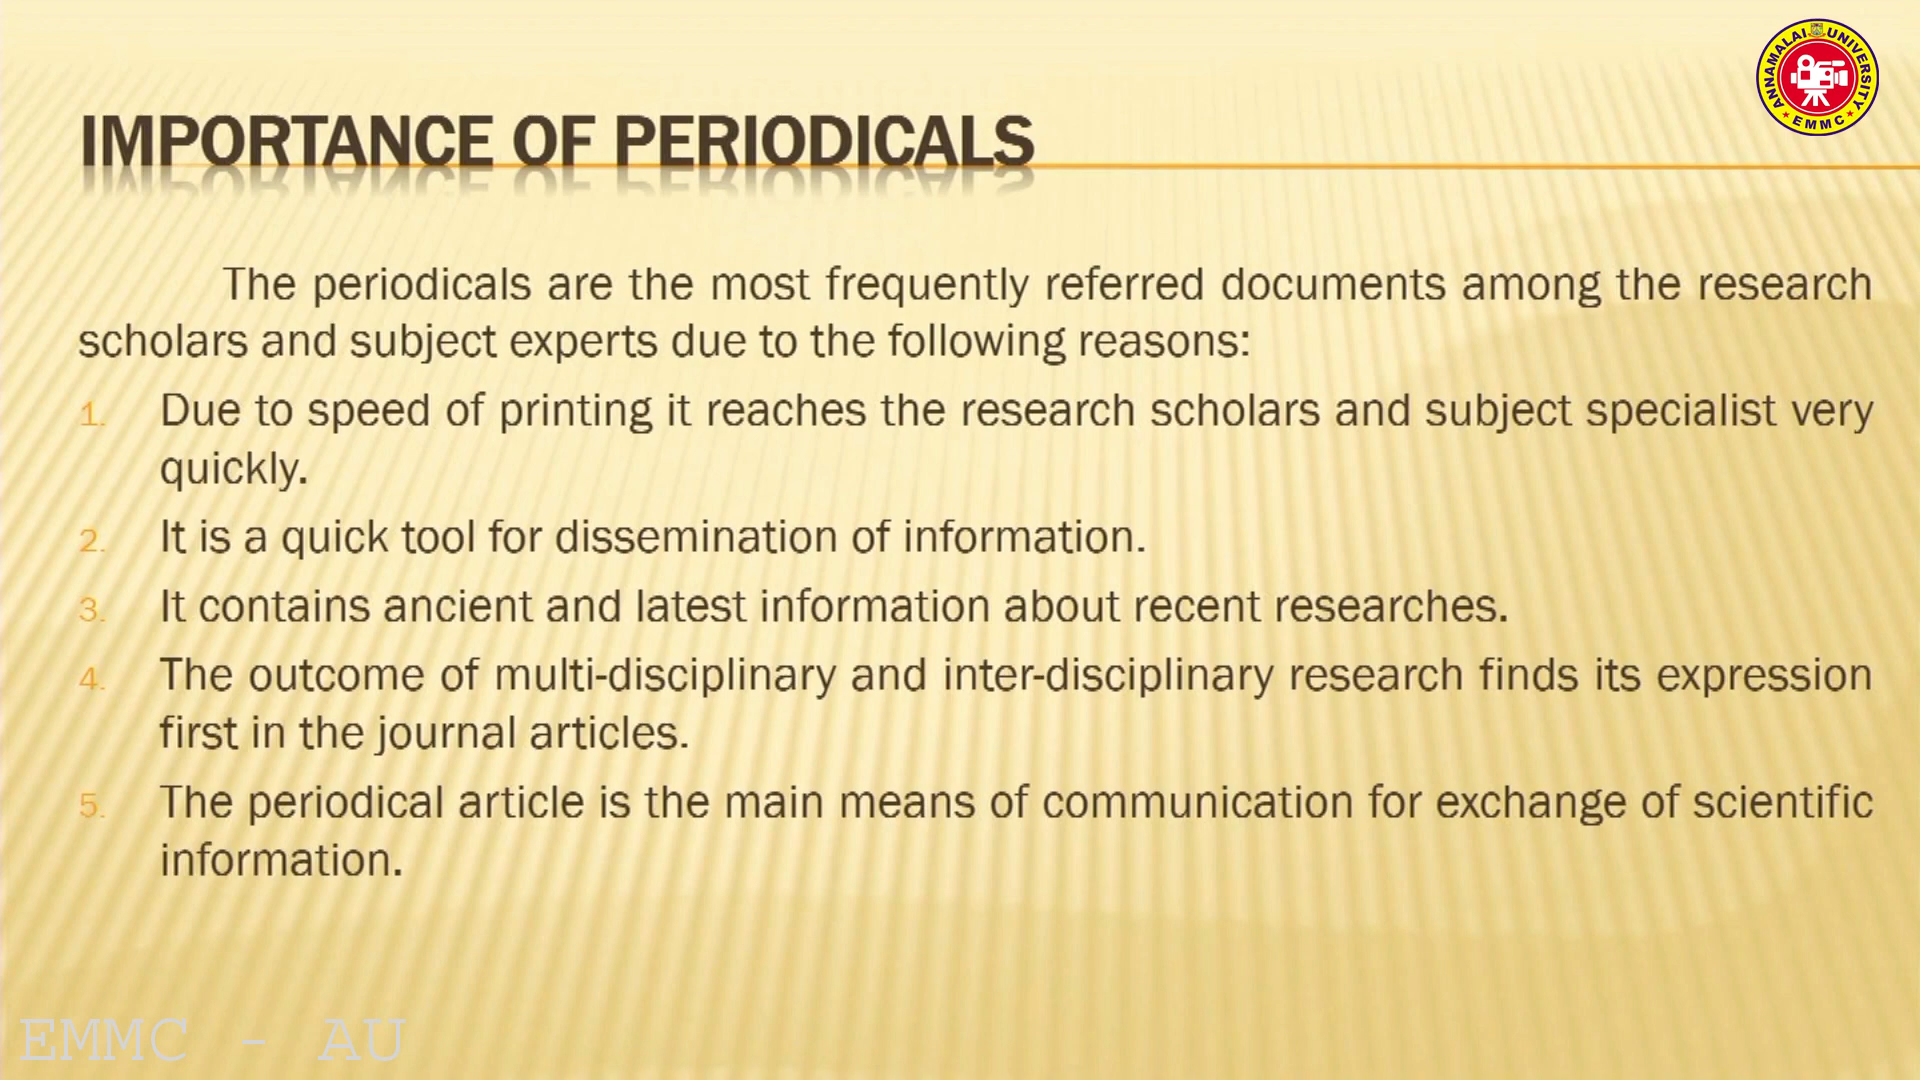 ANNAMALAI UNIVERSITY
EMMC
IMPORTANCE OF PERIODICALS
The periodicals are the most frequently referred documents among the research
scholars and subject experts due to the following reasons:
1. Due to speed of printing it reaches the research scholars and subject specialist very
quickly.
2. It is a quick tool for dissemination of information.
3. It contains ancient and latest information about recent researches.
4. The outcome of multi-disciplinary and inter-disciplinary research finds its expression
first in the journal articles.
5. The periodical article is the main means of communication for exchange of scientific
information.
EMMC - AU